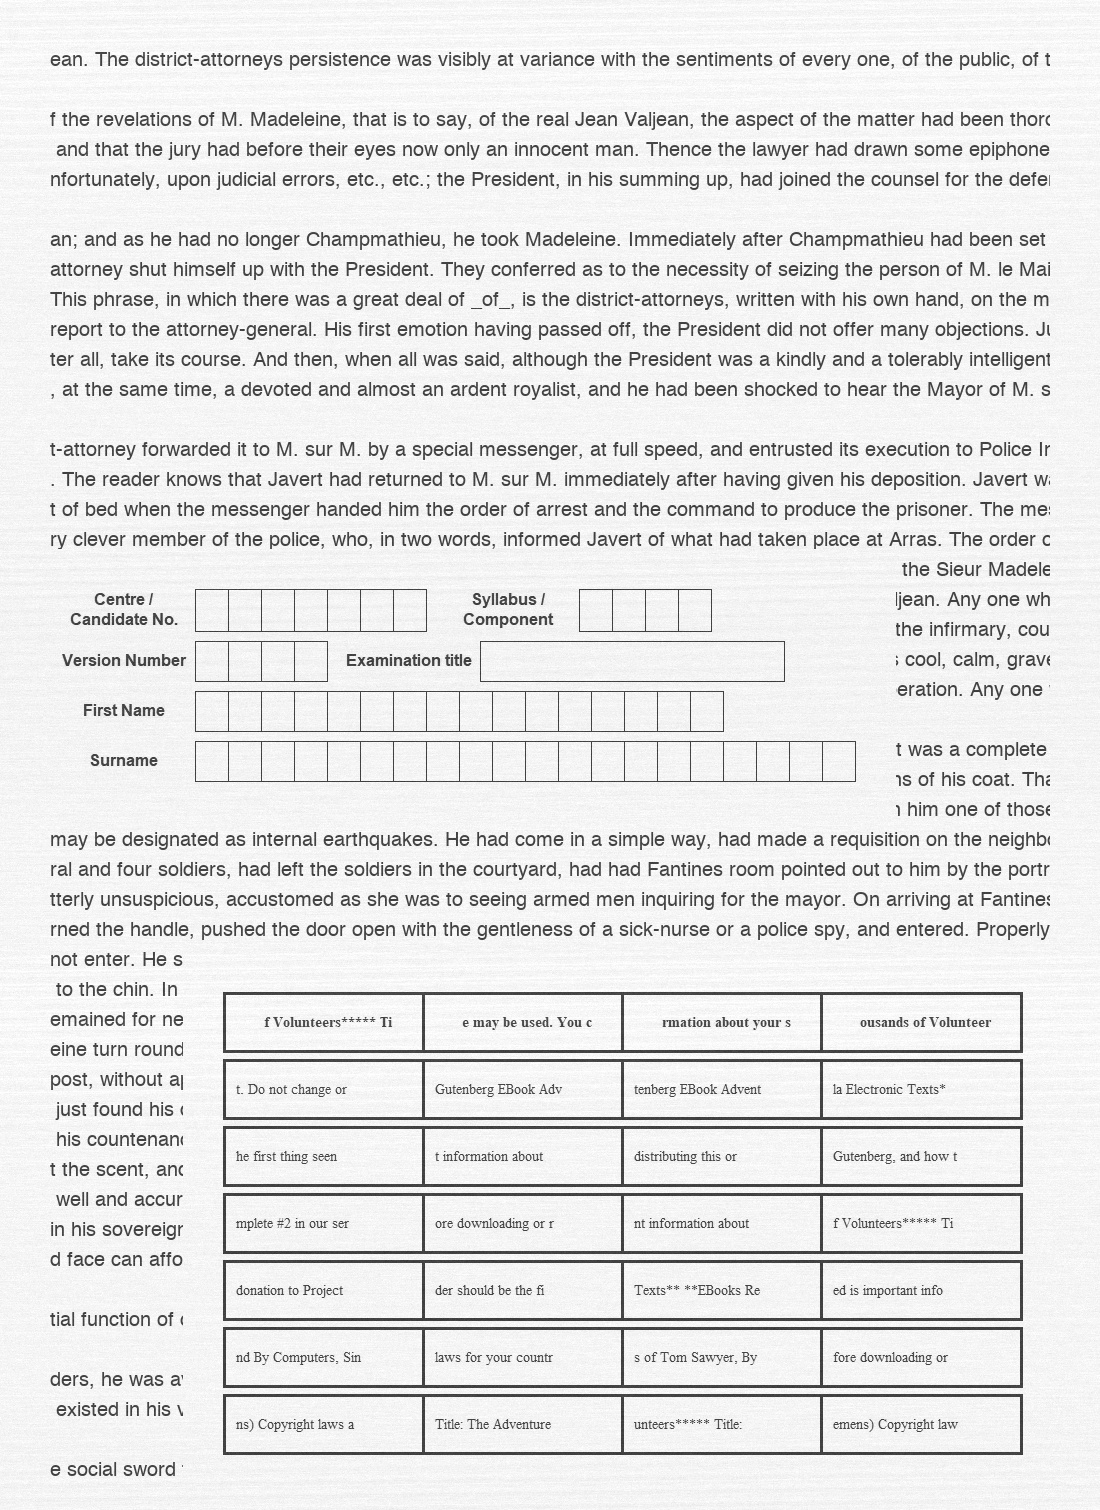 ean. The district-attorneys persistence was visibly at variance with the sentiments of every one, of the public, of
f the revelations of M. Madeleine, that is to say, of the real Jean Valjean, the aspect of the matter had been
and that the jury had before their eyes now only an innocent man. Thence the lawyer had drawn some epiphone
nfortunately, upon judicial errors, etc., etc.; the President, in his summing up, had joined the counsel for the
an; and as he had no longer Champmathieu, he took Madeleine. Immediately after Champmathieu had been set
attorney shut himself up with the President. They conferred as to the necessity of seizing the person of M. le Mai
This phrase, in which there was a great deal of _of_, is the district-attorneys, written with his own hand, on the m
report to the attorney-general. His first emotion having passed off, the President did not offer many objections.
ter all, take its course. And then, when all was said, although the President was a kindly and a tolerably intelligent
, at the same time, a devoted and almost an ardent royalist, and he had been shocked to hear the Mayor of M. s
t-attorney forwarded it to M. sur M. by a special messenger, at full speed, and entrusted its execution to Police
. The reader knows that Javert had returned to M. sur M. immediately after having given his deposition. Javert
t of bed when the messenger handed him the order of arrest and the command to produce the prisoner. The
ry clever member of the police, who, in two words, informed Javert of what had taken place at Arras. The order
the Sieur Madele
Centre / Candidate No.
Syllabus / Component
ljean. Any one wh
the infirmary, cou
Version Number
Examination title
cool, calm, grave
eration. Any one
First Name
Surname
t was a complete
ns of his coat. Tha
him one of those
may be designated as internal earthquakes. He had come in a simple way, had made a requisition on the
ral and four soldiers, had left the soldiers in the courtyard, had had Fantines room pointed out to him by the portr
tterly unsuspicious, accustomed as she was to seeing armed men inquiring for the mayor. On arriving at Fantines
rned the handle, pushed the door open with the gentleness of a sick-nurse or a police spy, and entered. Properly
not enter. He s
to the chin. In
emained for ne
eine turn round
post, without
just found his
his countenanc
t the scent, and
well and accur
in his sovereign
d face can affo
tial function of
ders, he was
existed in his
e social sword
f Volunteers***** Ti
e may be used. You c
rmation about your s
ousands of Volunteer
t. Do not change or
Gutenberg EBook Adv
tenberg EBook Advent
la Electronic Texts*
he first thing seen
t information about
distributing this or
Gutenberg, and how t
mplete #2 in our ser
ore downloading or r
nt information about
f Volunteers***** Ti
donation to Project
der should be the fi
Texts** **EBooks Re
ed is important info
nd By Computers, Sin
laws for your countr
s of Tom Sawyer, By
fore downloading or
ns) Copyright laws a
Title: The Adventure
unteers***** Title:
emens) Copyright law